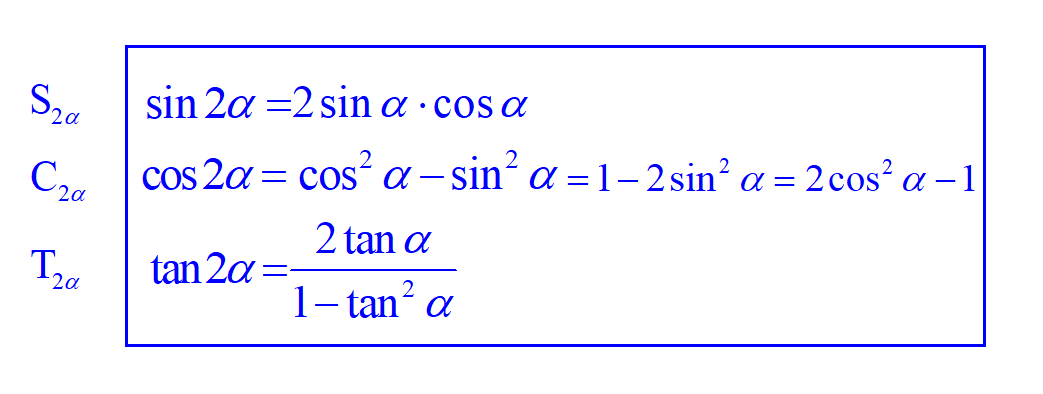 S₂α sin 2α = 2 sin α · cos α
C₂α cos 2α = cos² α − sin² α = 1 − 2 sin² α = 2 cos² α − 1
T₂α tan 2α = 2 tan α / 1 − tan² α